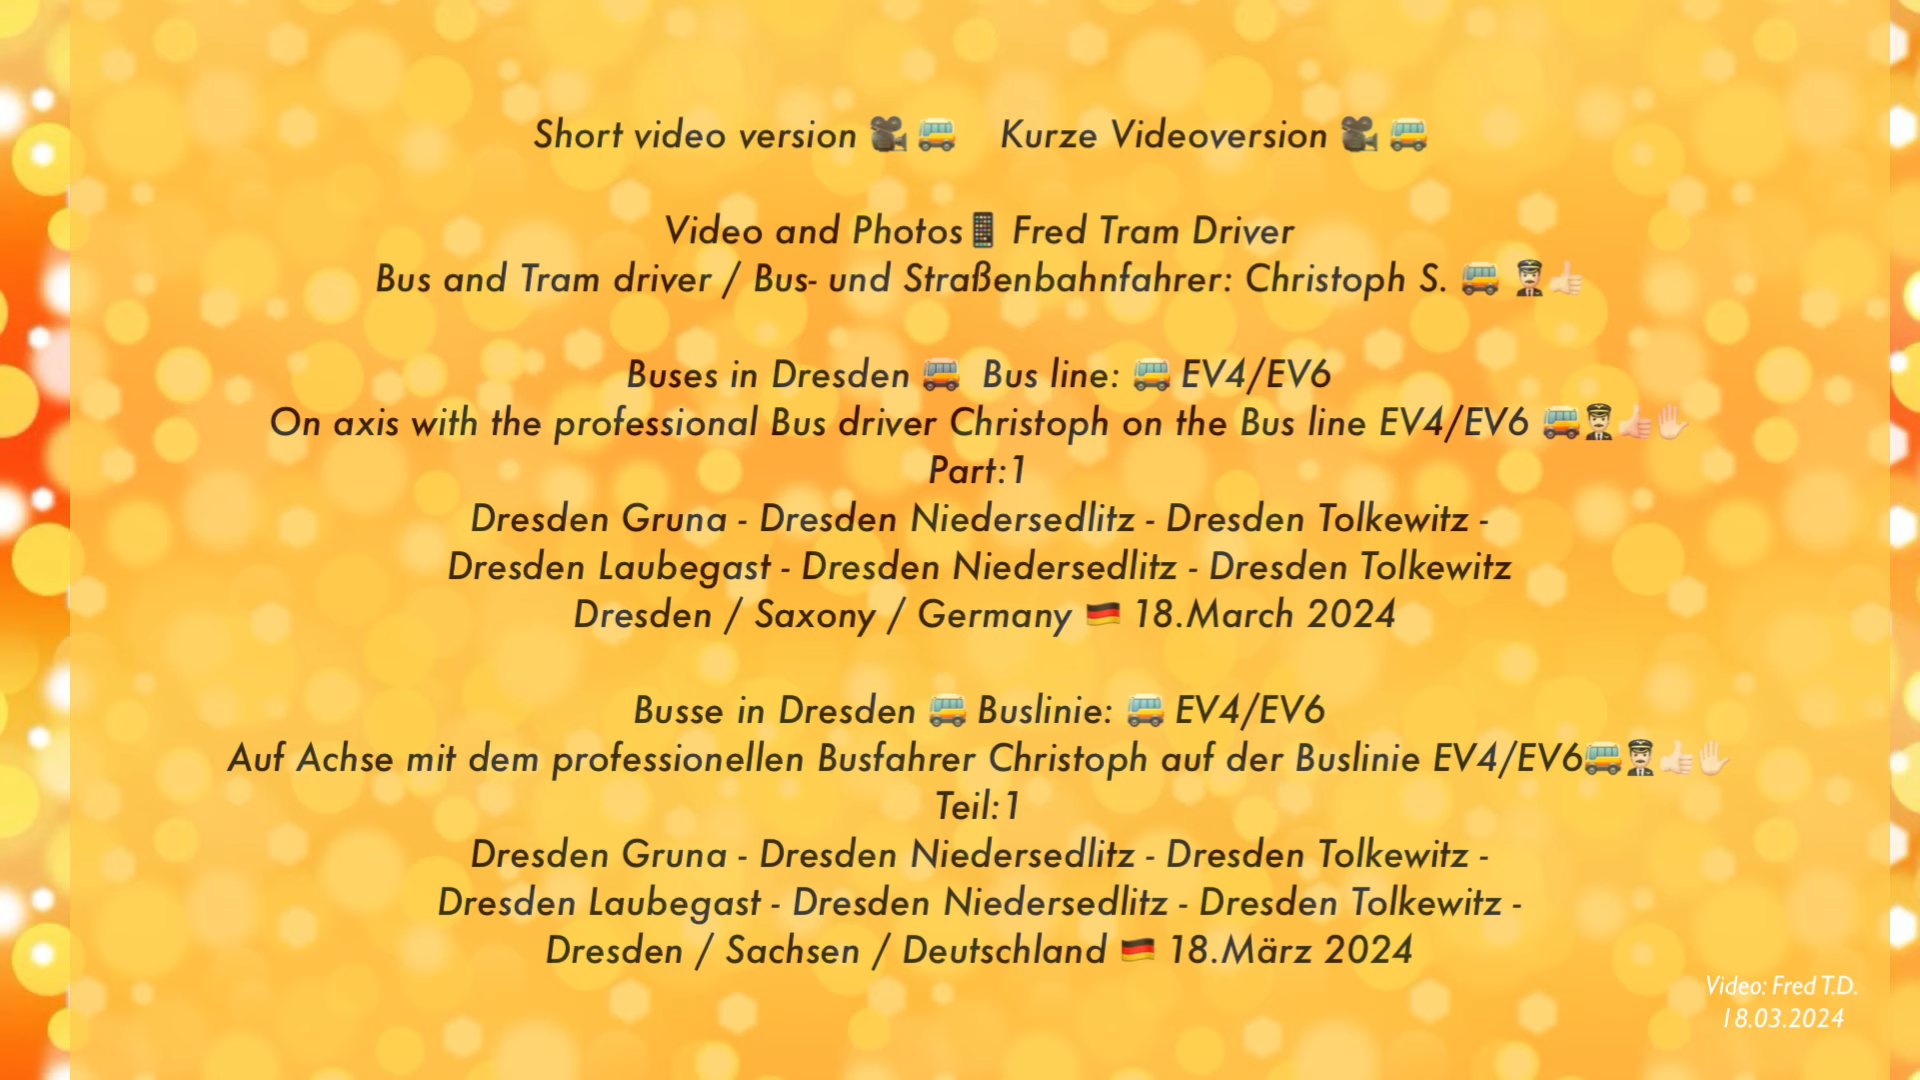 Short video version 🎥 🚌 Kurze Videoversion 🎥 🚌
Video and Photos📱 Fred Tram Driver
Bus and Tram driver / Bus- und Straßenbahnfahrer: Christoph S. 🚌 👨🏻‍✈️👍🏻
Buses in Dresden 🚌 Bus line: 🚌 EV4/EV6
On axis with the professional Bus driver Christoph on the Bus line EV4/EV6 🚌👨🏻‍✈️👍🏻✋🏻
Part:1
Dresden Gruna - Dresden Niedersedlitz - Dresden Tolkewitz -
Dresden Laubegast - Dresden Niedersedlitz - Dresden Tolkewitz
Dresden / Saxony / Germany 🇩🇪 18.March 2024
Busse in Dresden 🚌 Buslinie: 🚌 EV4/EV6
Auf Achse mit dem professionellen Busfahrer Christoph auf der Buslinie EV4/EV6🚌👨🏻‍✈️👍🏻✋🏻
Teil:1
Dresden Gruna - Dresden Niedersedlitz - Dresden Tolkewitz -
Dresden Laubegast - Dresden Niedersedlitz - Dresden Tolkewitz -
Dresden / Sachsen / Deutschland 🇩🇪 18.März 2024
Video: Fred T.D.
18.03.2024